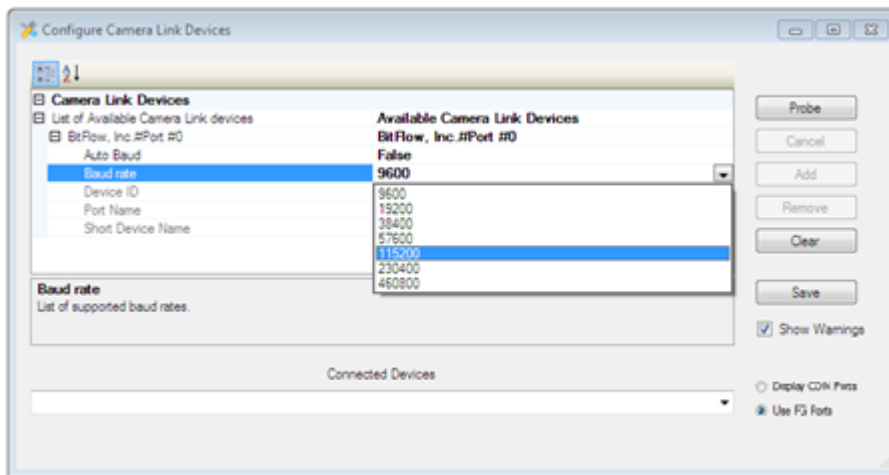 Configure Camera Link Devices
Camera Link Devices
List of Available Camera Link devices Available Camera Link Devices
BitFlow, Inc.#Port #0 BitFlow, Inc.#Port #0
Auto Baud False
Baud rate 9600
Device ID
Port Name
Short Device Name
9600
19200
38400
57600
115200
230400
460800
Baud rate
List of supported baud rates.
Connected Devices
Probe
Cancel
Add
Remove
Clear
Save
Show Warnings
Display COM Ports
Use FG Ports